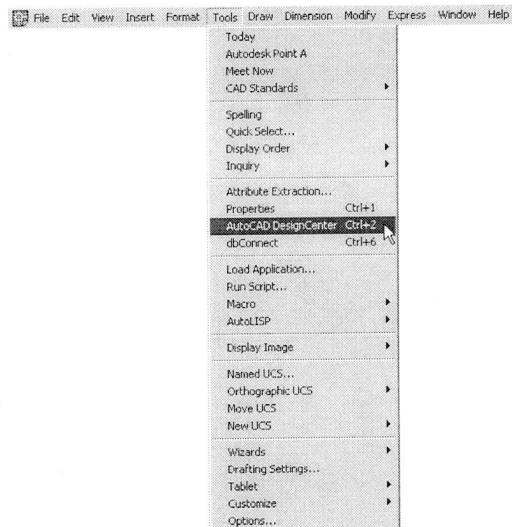 File Edit View Insert Format Tools Draw Dimension Modify Express Window Help
Today
Autodesk Point A
Meet Now
CAD Standards
Spelling
Quick Select...
Display Order
Inquiry
Attribute Extraction...
Properties Ctrl+1
AutoCAD DesignCenter Ctrl+2
dbConnect Ctrl+6
Load Application...
Run Script...
Macro
AutoLISP
Display Image
Named UCS...
Orthographic UCS
Move UCS
New UCS
Wizards
Drafting Settings...
Tablet
Customize
Options...